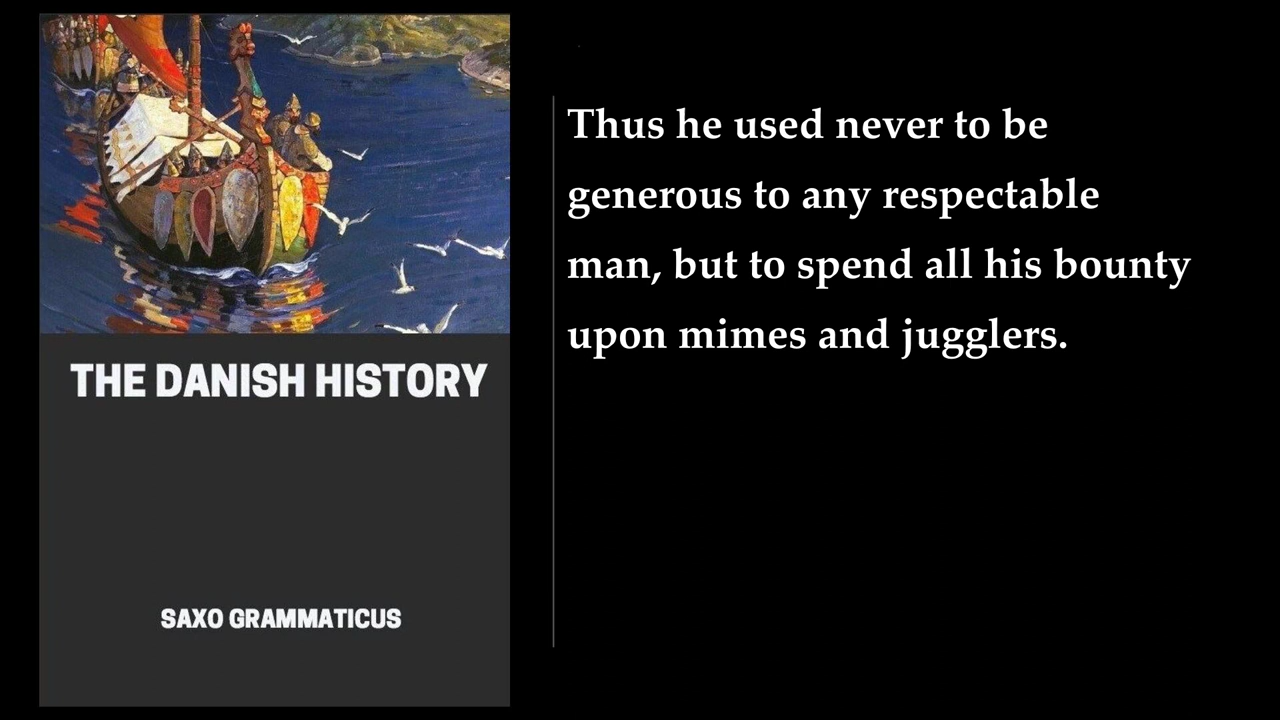 THE DANISH HISTORY
SAXO GRAMMATICUS
Thus he used never to be
generous to any respectable
man, but to spend all his bounty
upon mimes and jugglers.